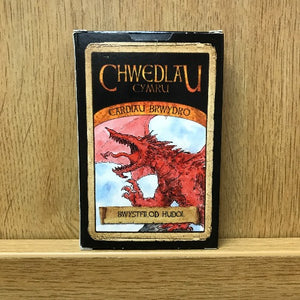 CHWEDLAU
CYMRU
CARDIAU BRWYDRO
BWYSTFILOD HUDOL